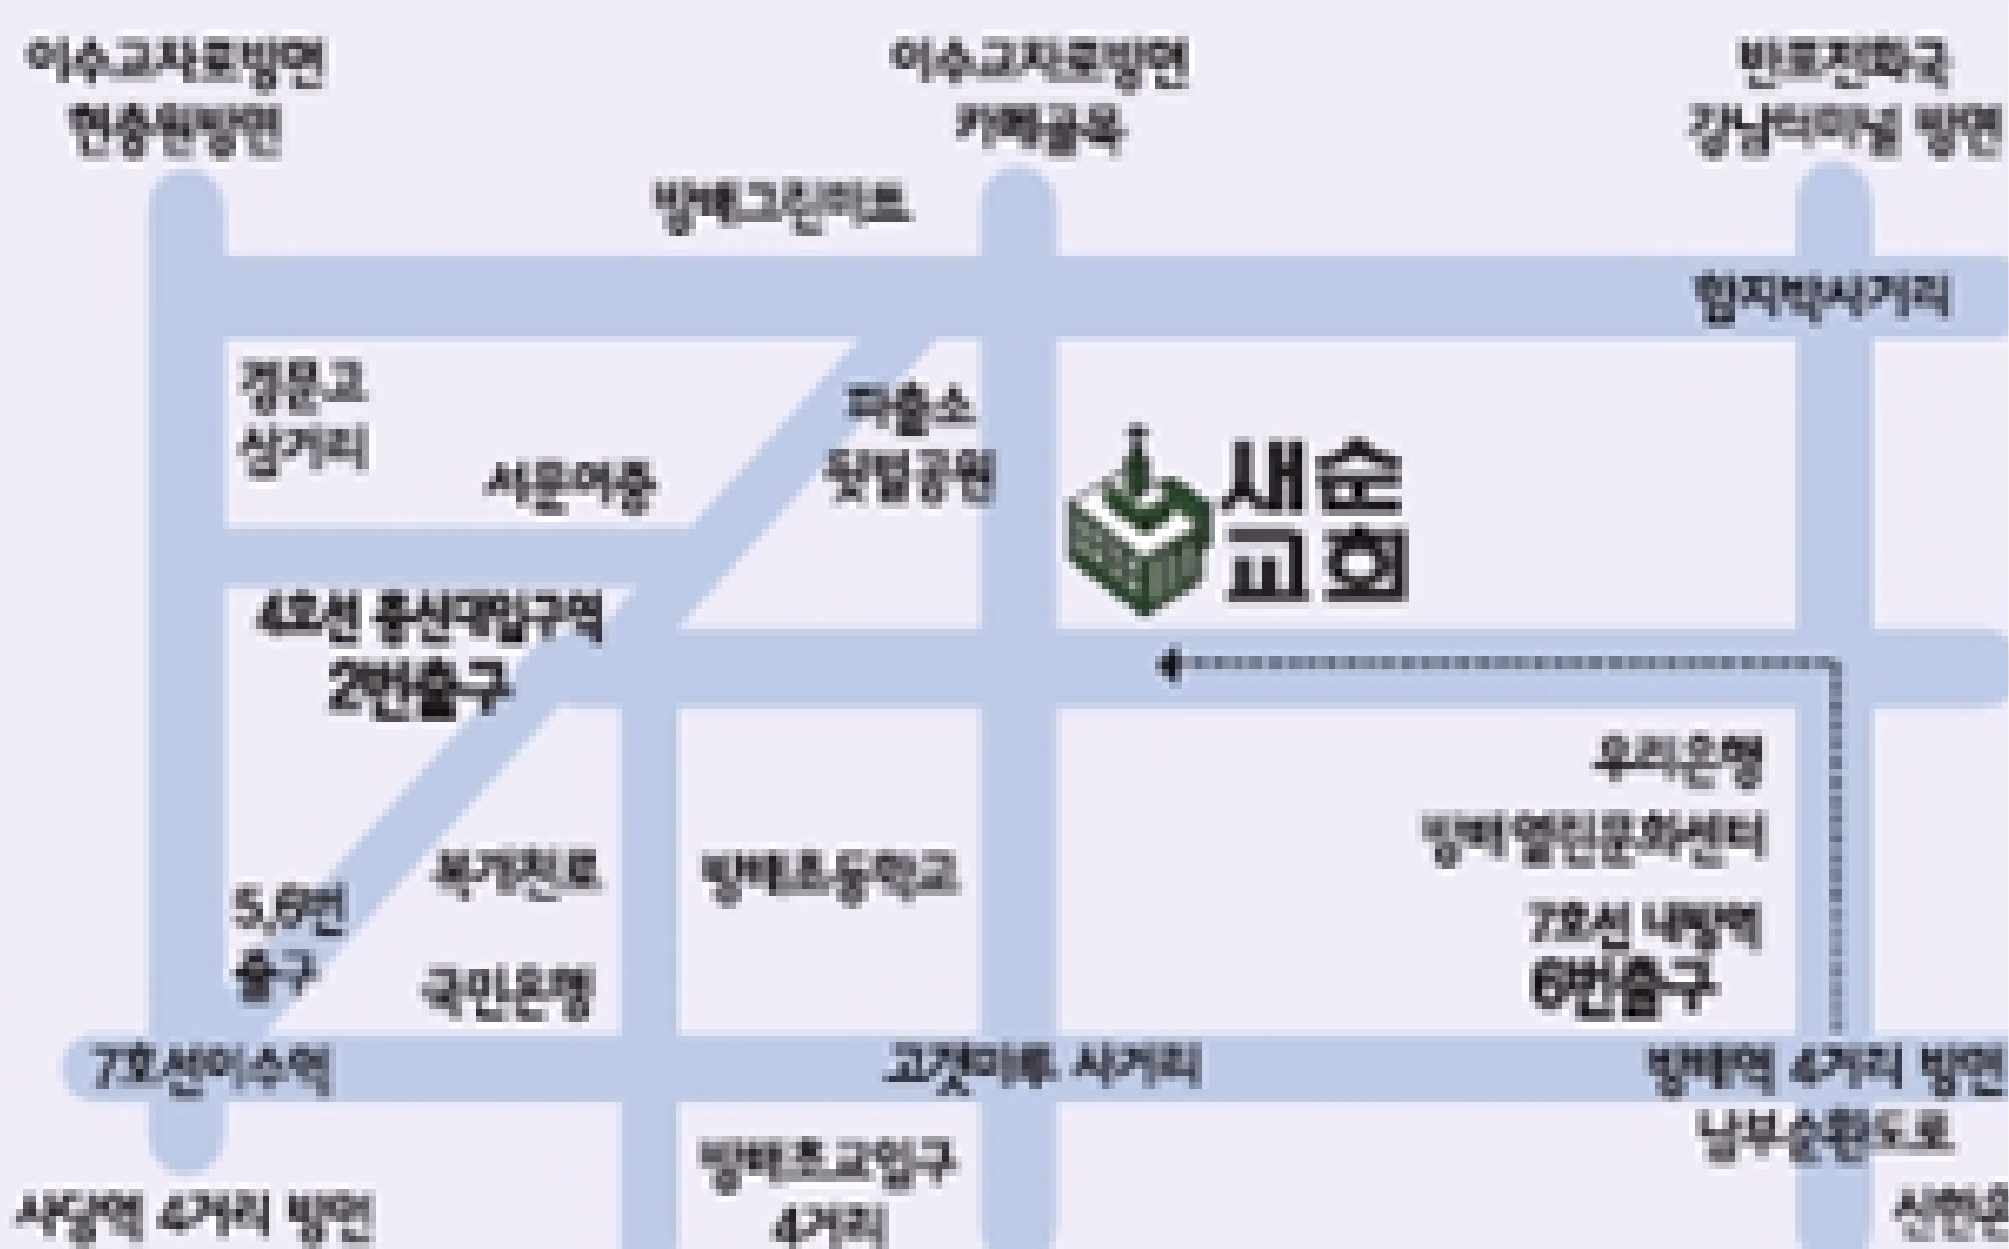 이수교차로방면
현충원방면
이수교차로방면
카페골목
반포전화국
강남터미널 방면
방배그린마트
함지박사거리
경문고
삼거리
파출소
뒷벌공원
서문여중
새순
교회
4호선 총신대입구역
2번출구
우리은행
방배열린문화센터
5,6번
출구
복개천로
방배초등학교
7호선 내방역
6번출구
국민은행
7호선이수역
고갯마루 사거리
방배역 4거리 방면
남부순환도로
사당역 4거리 방면
방배초교입구
4거리
신한은